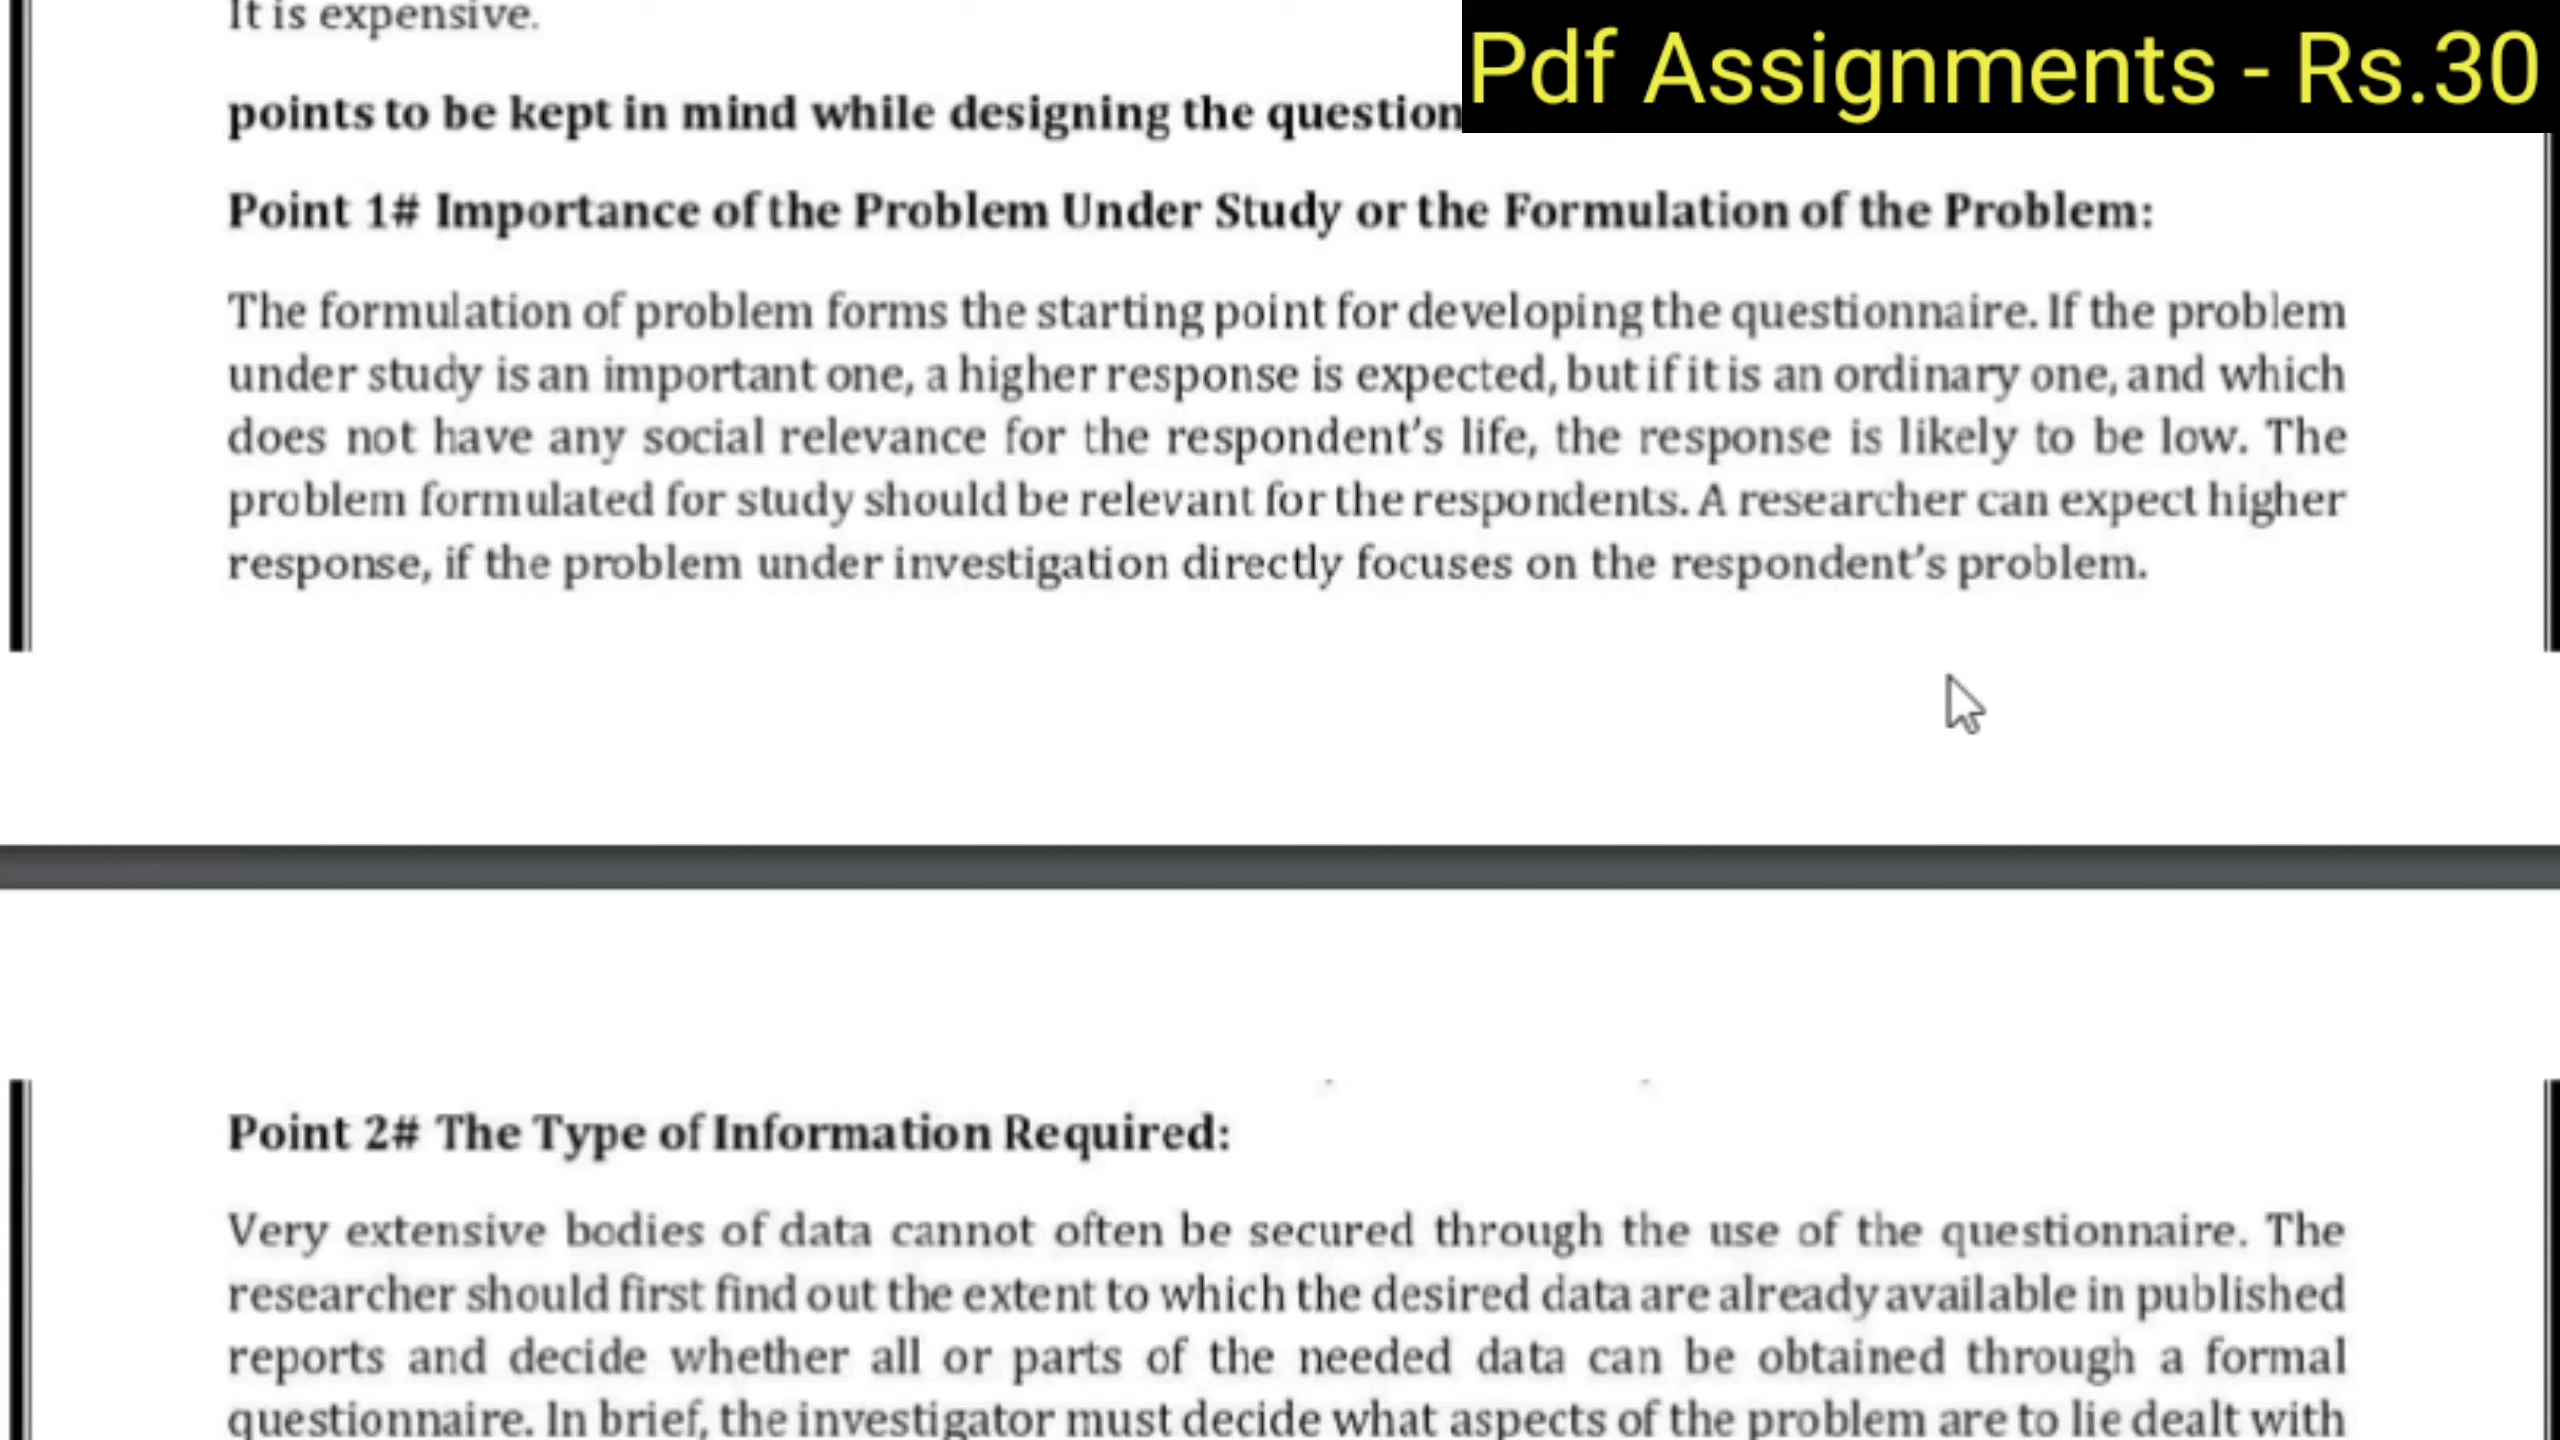 It is expensive.
Pdf Assignments - Rs.30
points to be kept in mind while designing the question
Point 1# Importance of the Problem Under Study or the Formulation of the Problem:
The formulation of problem forms the starting point for developing the questionnaire. If the problem
under study is an important one, a higher response is expected, but if it is an ordinary one, and which
does not have any social relevance for the respondent’s life, the response is likely to be low. The
problem formulated for study should be relevant for the respondents. A researcher can expect higher
response, if the problem under investigation directly focuses on the respondent’s problem.
Point 2# The Type of Information Required:
Very extensive bodies of data cannot often be secured through the use of the questionnaire. The
researcher should first find out the extent to which the desired data are already available in published
reports and decide whether all or parts of the needed data can be obtained through a formal
questionnaire. In brief, the investigator must decide what aspects of the problem are to lie dealt with